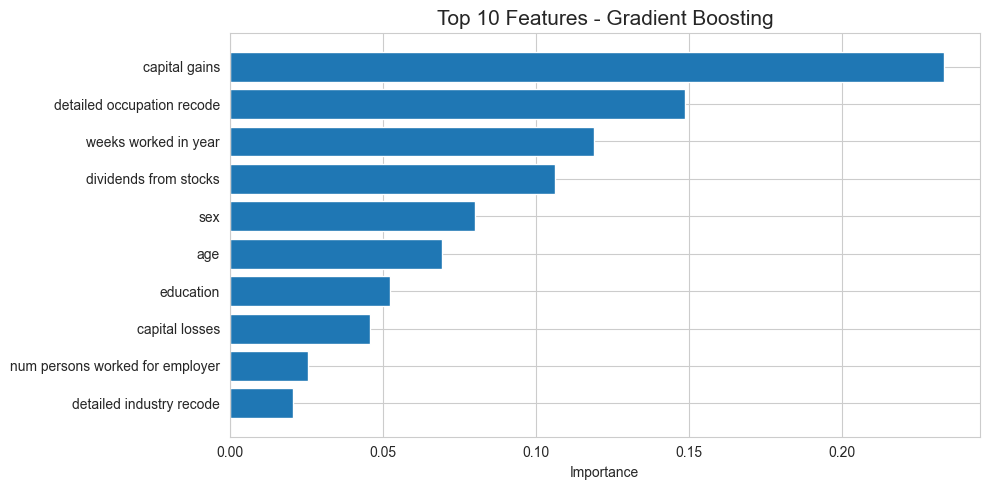 Top 10 Features - Gradient Boosting
capital gains
detailed occupation recode
weeks worked in year
dividends from stocks
sex
age
education
capital losses
num persons worked for employer
detailed industry recode
0.00 0.05 0.10 0.15 0.20
Importance